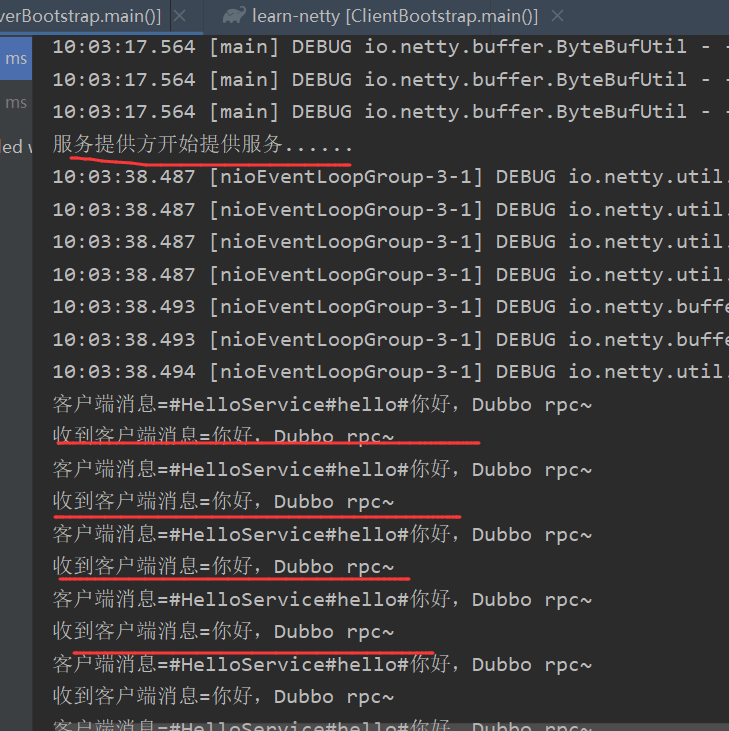 verBootstrap.main()] × learn-netty [ClientBootstrap.main()] ×
10:03:17.564 [main] DEBUG io.netty.buffer.ByteBufUtil - -
ms 10:03:17.564 [main] DEBUG io.netty.buffer.ByteBufUtil - -
ms 10:03:17.564 [main] DEBUG io.netty.buffer.ByteBufUtil - -
led 服务提供方开始提供服务......
10:03:38.487 [nioEventLoopGroup-3-1] DEBUG io.netty.util.
10:03:38.487 [nioEventLoopGroup-3-1] DEBUG io.netty.util.
10:03:38.487 [nioEventLoopGroup-3-1] DEBUG io.netty.util.
10:03:38.487 [nioEventLoopGroup-3-1] DEBUG io.netty.util.
10:03:38.493 [nioEventLoopGroup-3-1] DEBUG io.netty.buffe
10:03:38.493 [nioEventLoopGroup-3-1] DEBUG io.netty.buffe
10:03:38.494 [nioEventLoopGroup-3-1] DEBUG io.netty.util.
客户端消息=#HelloService#hello#你好，Dubbo rpc~
收到客户端消息=你好，Dubbo rpc~
客户端消息=#HelloService#hello#你好，Dubbo rpc~
收到客户端消息=你好，Dubbo rpc~
客户端消息=#HelloService#hello#你好，Dubbo rpc~
收到客户端消息=你好，Dubbo rpc~
客户端消息=#HelloService#hello#你好，Dubbo rpc~
收到客户端消息=你好，Dubbo rpc~
客户端消息=#HelloService#hello#你好，Dubbo rpc~
收到客户端消息=你好，Dubbo rpc~
客户端消息=#HelloService#hello#你好，Dubbo rpc~